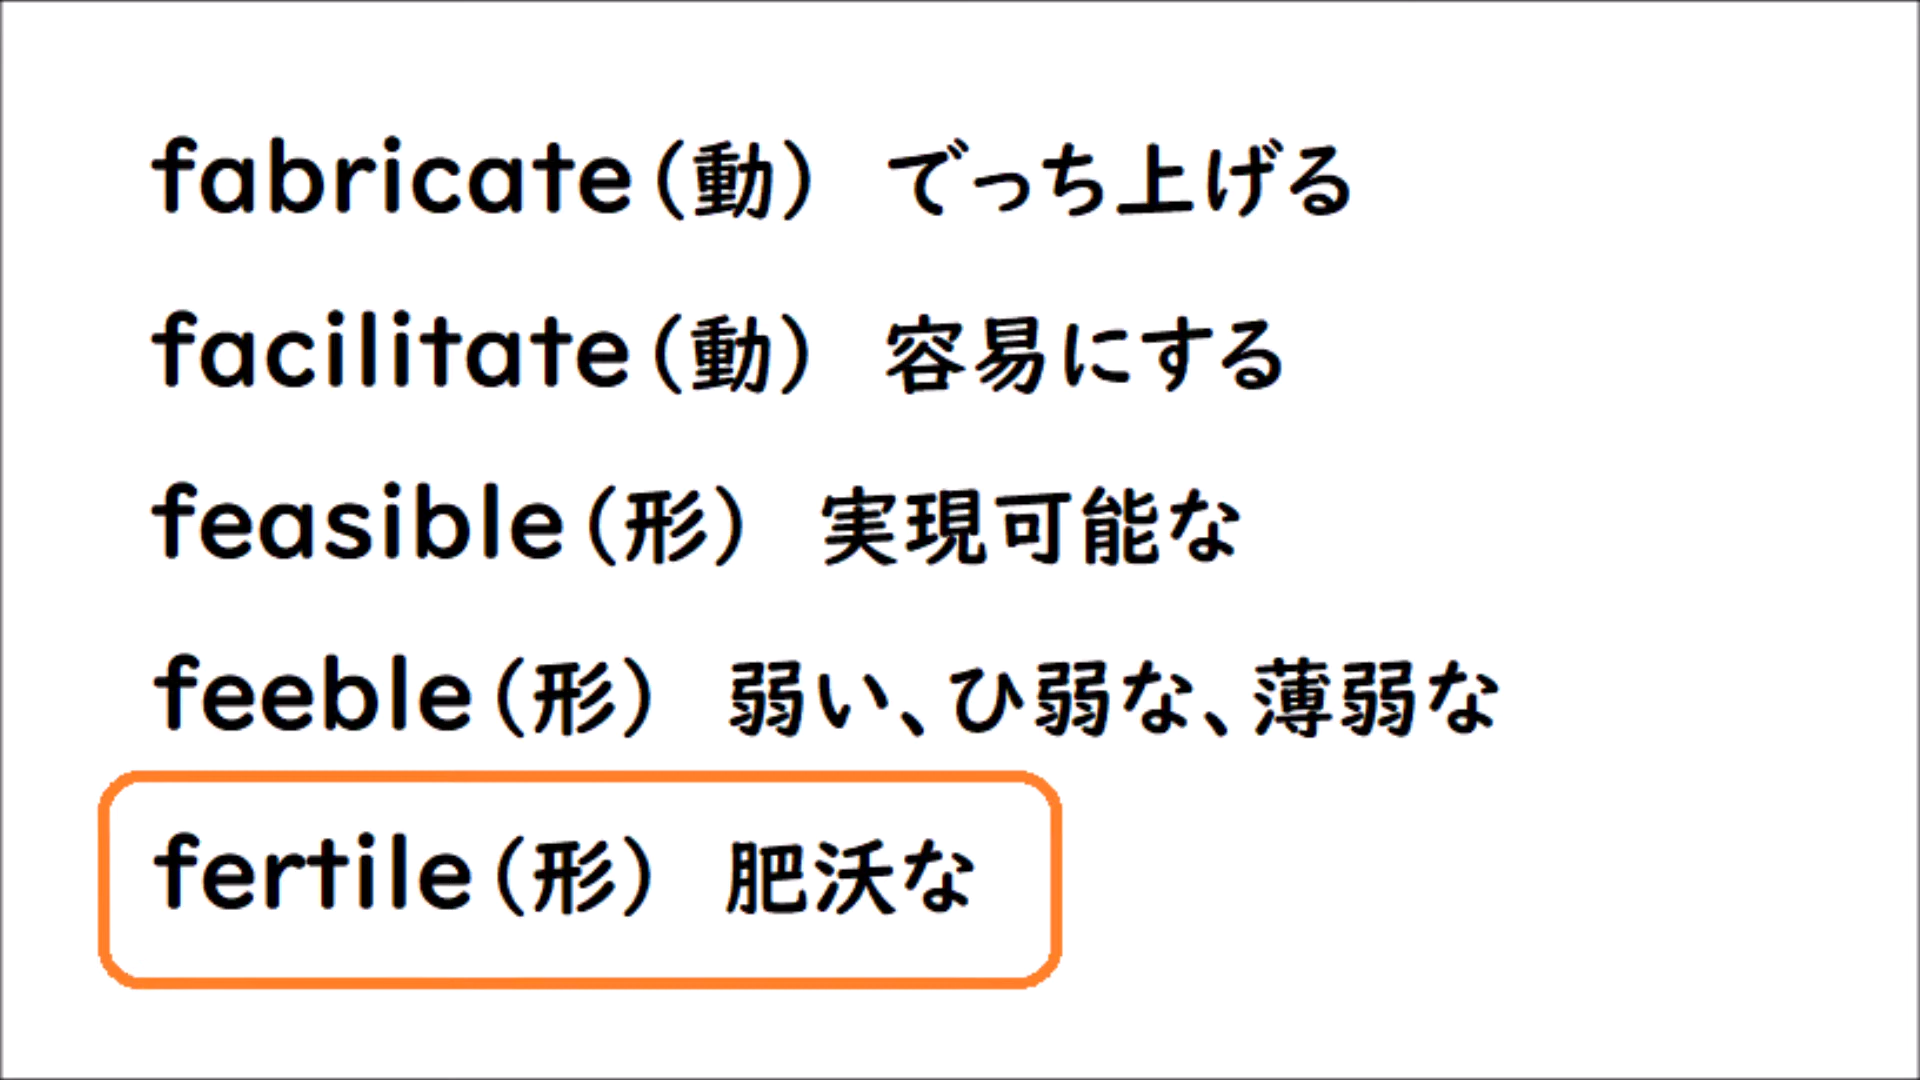 fabricate(動) でっち上げる
facilitate(動) 容易にする
feasible(形) 実現可能な
feeble(形) 弱い、ひ弱な、薄弱な
fertile(形) 肥沃な